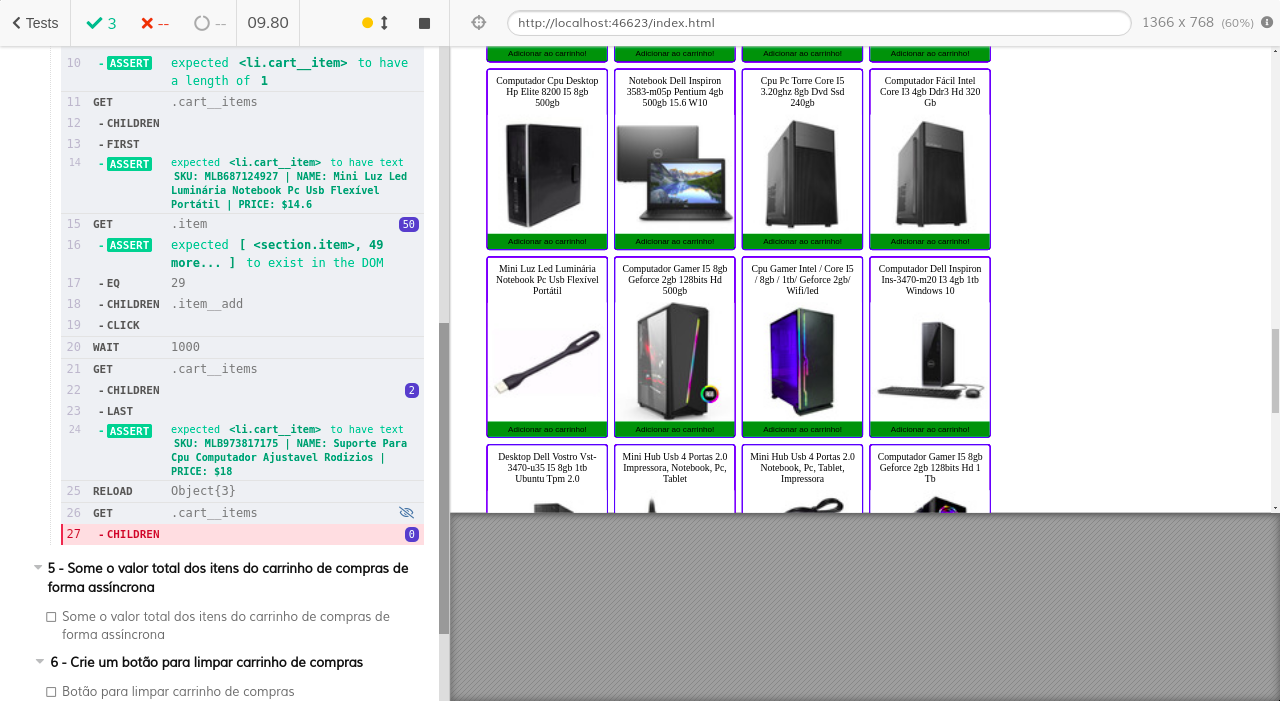 Tests
3
--
--
09.80
http://localhost:46623/index.html
1366 x 768 (60%)
10 -ASSERT expected <li.cart__item> to have
a length of 1
11 GET .cart__items
12 -CHILDREN
13 -FIRST
14 -ASSERT expected <li.cart__item> to have text
SKU: MLB687124927 | NAME: Mini Luz Led
Luminária Notebook Pc Usb Flexível
Portátil | PRICE: $14.6
15 GET .item 50
16 -ASSERT expected [ <section.item>, 49
more... ] to exist in the DOM
17 -EQ 29
18 -CHILDREN .item__add
19 -CLICK
20 WAIT 1000
21 GET .cart__items
22 -CHILDREN 2
23 -LAST
24 -ASSERT expected <li.cart__item> to have text
SKU: MLB973817175 | NAME: Suporte Para
Cpu Computador Ajustavel Rodizios |
PRICE: $18
25 RELOAD Object{3}
26 GET .cart__items
27 -CHILDREN 0
5 - Some o valor total dos itens do carrinho de compras de
forma assíncrona
Some o valor total dos itens do carrinho de compras de
forma assíncrona
6 - Crie um botão para limpar carrinho de compras
Botão para limpar carrinho de compras
Adicionar ao carrinho!
Adicionar ao carrinho!
Adicionar ao carrinho!
Adicionar ao carrinho!
Computador Cpu Desktop
Hp Elite 8200 I5 8gb
500gb
Adicionar ao carrinho!
Notebook Dell Inspiron
3583-m05p Pentium 4gb
500gb 15.6 W10
Adicionar ao carrinho!
Cpu Pc Torre Core I5
3.20ghz 8gb Dvd Ssd
240gb
Adicionar ao carrinho!
Computador Fácil Intel
Core I3 4gb Ddr3 Hd 320
Gb
Adicionar ao carrinho!
Mini Luz Led Luminária
Notebook Pc Usb Flexível
Portátil
Adicionar ao carrinho!
Computador Gamer I5 8gb
Geforce 2gb 128bits Hd
500gb
Adicionar ao carrinho!
Cpu Gamer Intel / Core I5
/ 8gb / 1tb/ Geforce 2gb/
Wifi/led
Adicionar ao carrinho!
Computador Dell Inspiron
Ins-3470-m20 I3 4gb 1tb
Windows 10
Adicionar ao carrinho!
Desktop Dell Vostro Vst-
3470-u35 I5 8gb 1tb
Ubuntu Tpm 2.0
Mini Hub Usb 4 Portas 2.0
Impressora, Notebook, Pc,
Tablet
Mini Hub Usb 4 Portas 2.0
Notebook, Pc, Tablet,
Impressora
Computador Gamer I5 8gb
Geforce 2gb 128bits Hd 1
Tb